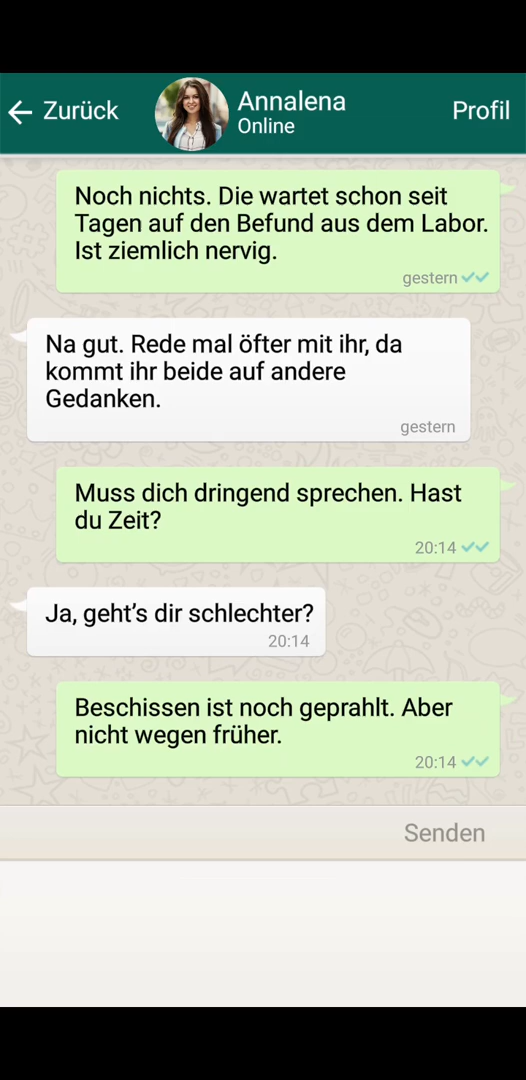 Zurück
Annalena
Online
Profil
Noch nichts. Die wartet schon seit
Tagen auf den Befund aus dem Labor.
Ist ziemlich nervig.
gestern
Na gut. Rede mal öfter mit ihr, da
kommt ihr beide auf andere
Gedanken.
gestern
Muss dich dringend sprechen. Hast
du Zeit?
20:14
Ja, geht’s dir schlechter?
20:14
Beschissen ist noch geprahlt. Aber
nicht wegen früher.
20:14
Senden